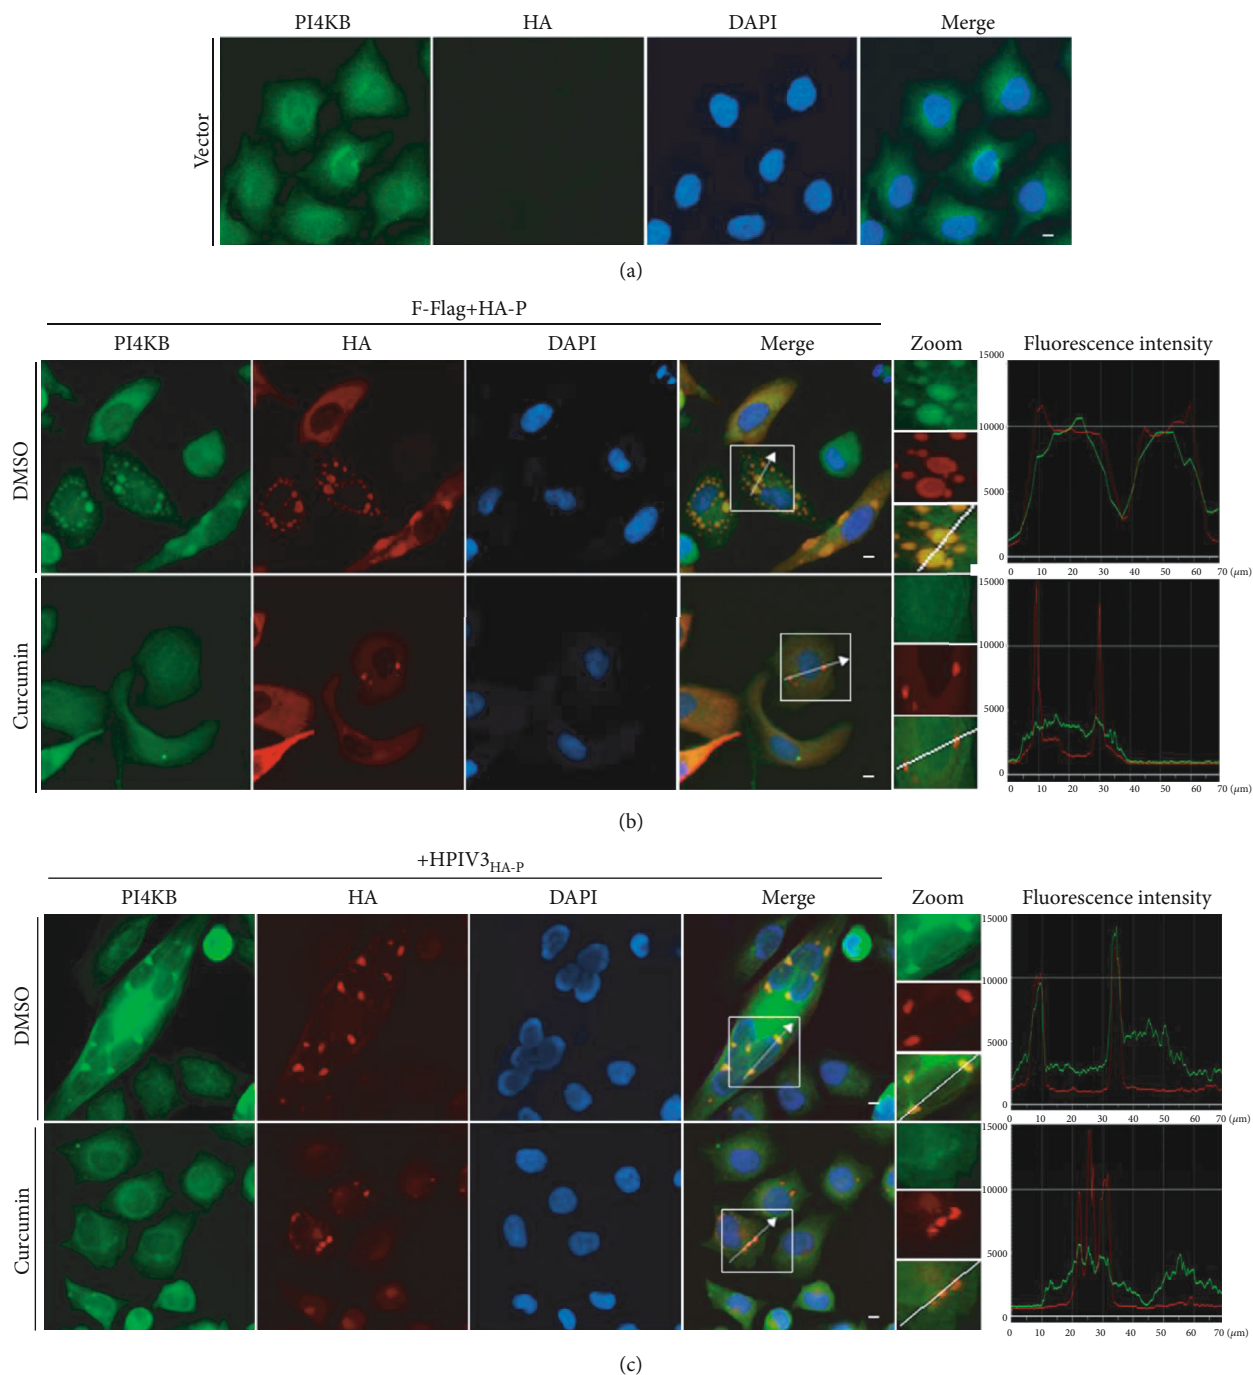 PI4KB HA DAPI Merge
Vector
(a)
F-Flag+HA-P
PI4KB HA DAPI Merge Zoom Fluorescence intensity
DMSO
15000
10000
5000
0
0 10 20 30 40 50 60 70 (μm)
Curcumin
15000
10000
5000
0
0 10 20 30 40 50 60 70 (μm)
(b)
+HPIV3HA-P
PI4KB HA DAPI Merge Zoom Fluorescence intensity
DMSO
15000
10000
5000
0
0 10 20 30 40 50 60 70 (μm)
Curcumin
15000
10000
5000
0
0 10 20 30 40 50 60 70 (μm)
(c)